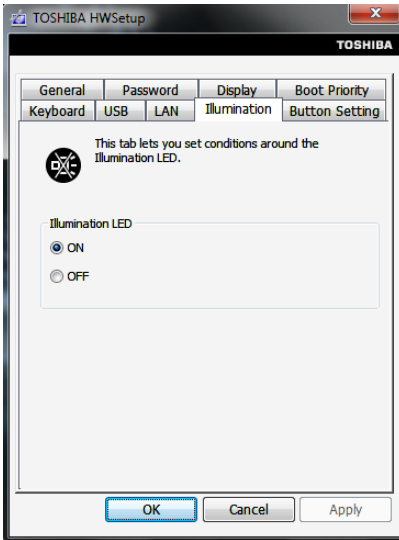 TOSHIBA HWSetup
TOSHIBA
General Password Display Boot Priority
Keyboard USB LAN Illumination Button Setting
This tab lets you set conditions around the
Illumination LED.
Illumination LED
ON
OFF
OK Cancel Apply